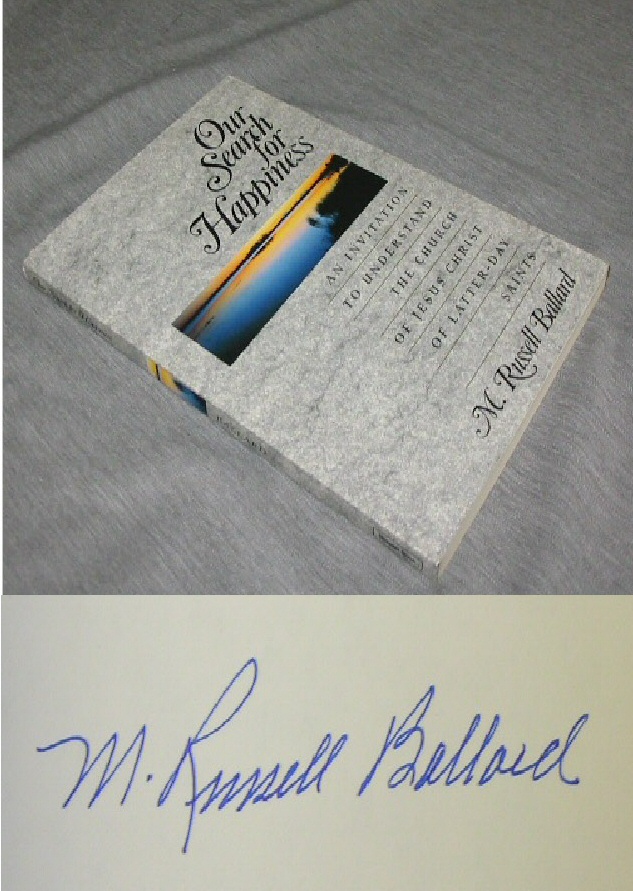 Our
Search
for
Happiness
AN INVITATION
TO UNDERSTAND
THE CHURCH
OF JESUS CHRIST
OF LATTER-DAY
SAINTS
M. Russell Ballard
BALLARD
M. Russell Ballard